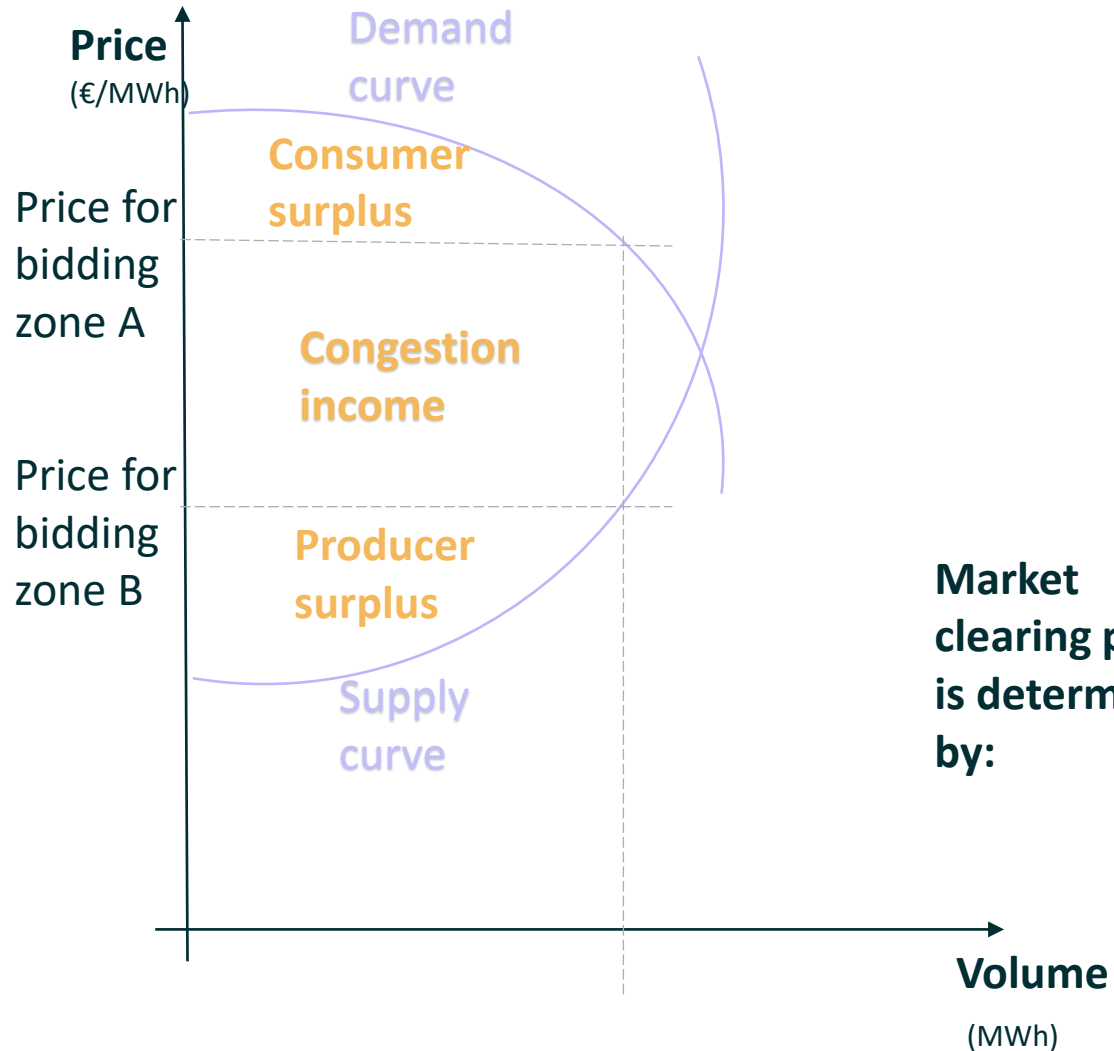 Price
(€/MWh)
Demand
curve
Consumer
surplus
Price for
bidding
zone A
Congestion
income
Price for
bidding
zone B
Producer
surplus
Supply
curve
Market
clearing p
is determ
by:
Volume
(MWh)